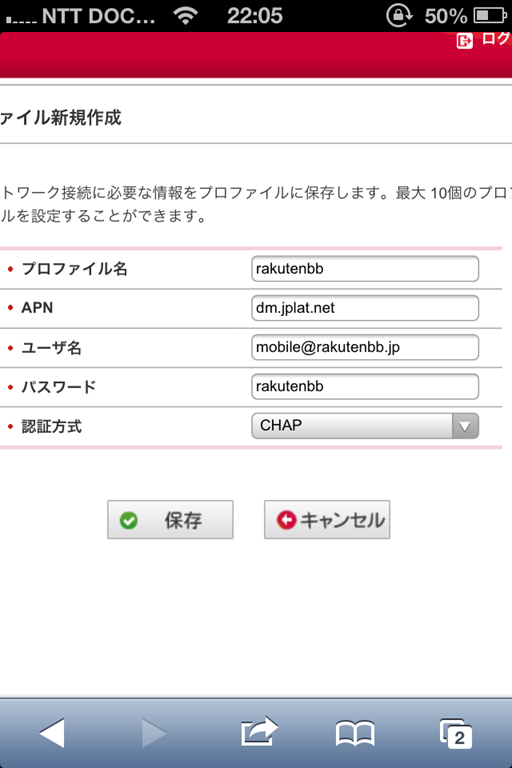 NTT DOC... 22:05 50%
ログ
ァイル新規作成
トワーク接続に必要な情報をプロファイルに保存します。最大 10個のプロフ
ルを設定することができます。
• プロファイル名 rakutenbb
• APN dm.jplat.net
• ユーザ名 mobile@rakutenbb.jp
• パスワード rakutenbb
• 認証方式 CHAP
保存 キャンセル
2